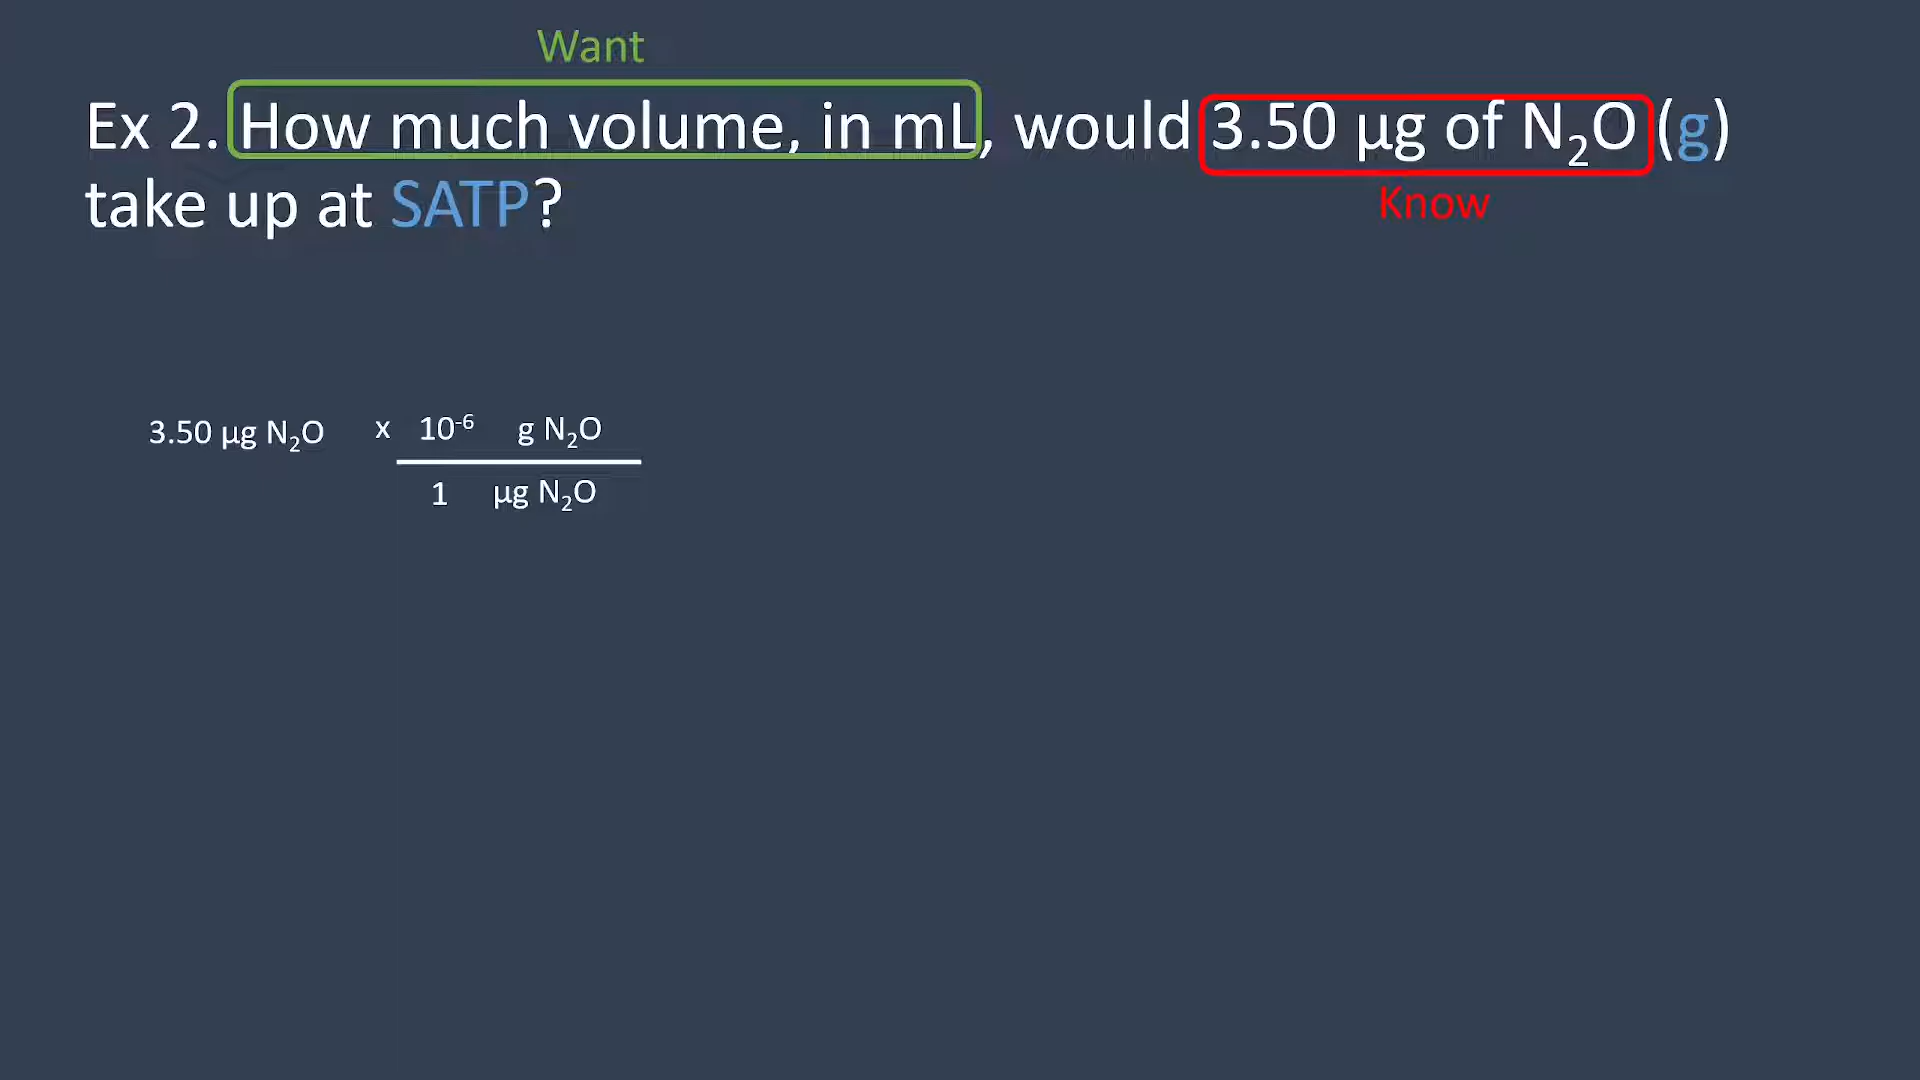 Want
Ex 2. How much volume, in mL, would 3.50 µg of N₂O (g)
Know
take up at SATP?
3.50 µg N₂O x 10⁻⁶ g N₂O
1 µg N₂O